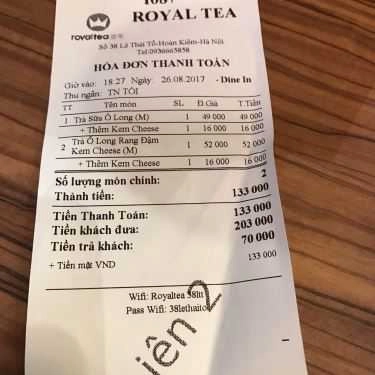 ROYAL TEA
royaltea
Số 38 Lê Thái Tổ-Hoàn Kiếm-Hà Nội
Tel:0936665858
HÓA ĐƠN THANH TOÁN
Giờ vào: 18:27 Ngày: 26.08.2017 - Dine In
Thu ngân: TN TỐI
TT Tên món SL Đ.Giá T.Tiền
1 Trà Sữa Ô Long (M) 1 49 000 49 000
+ Thêm Kem Cheese 1 16 000 16 000
2 Trà Ô Long Rang Đậm Kem Cheese (M) 1 52 000 52 000
+ Thêm Kem Cheese 1 16 000 16 000
Số lượng món chính: 2
Thành tiền: 133 000
Tiền Thanh Toán: 133 000
Tiền khách đưa: 203 000
Tiền trả khách: 70 000
+ Tiền mặt VND 133 000
Wifi: Royaltea 38ltt
Pass Wifi: 38lethaito
iên 2